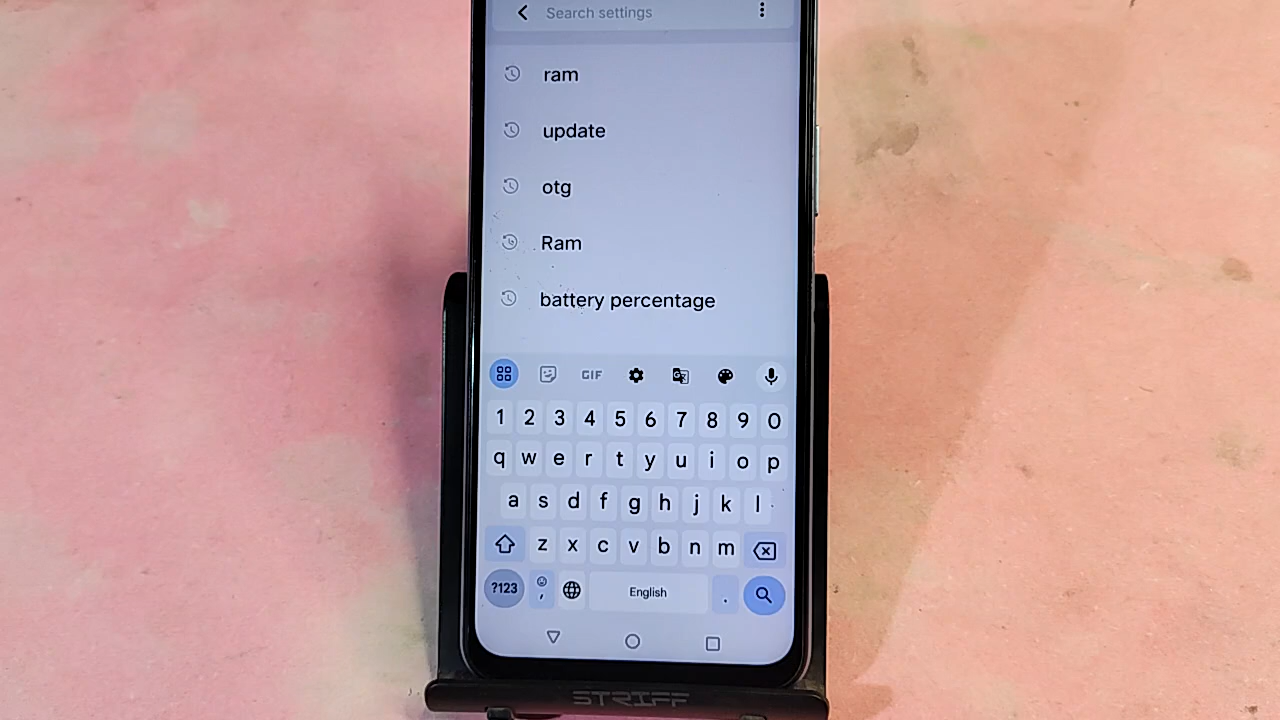 Search settings
ram
update
otg
Ram
battery percentage
GIF
1 2 3 4 5 6 7 8 9 0
q w e r t y u i o p
a s d f g h j k l
z x c v b n m
?123 , English .
STRIFF